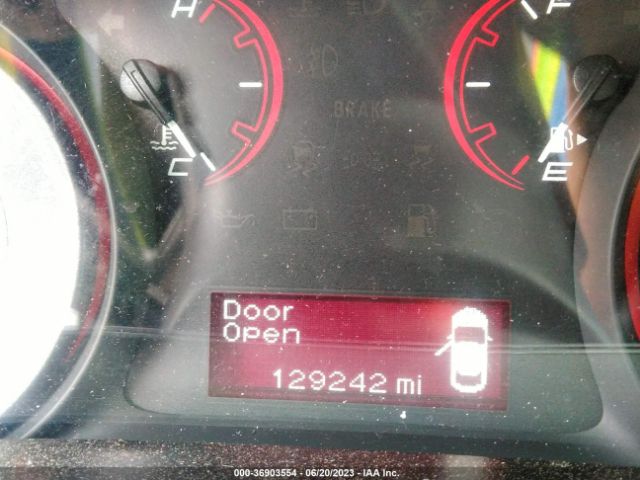 H
F
BRAKE
C
E
Door
Open
129242 mi
000-36903554 - 06/20/2023 - IAA Inc.